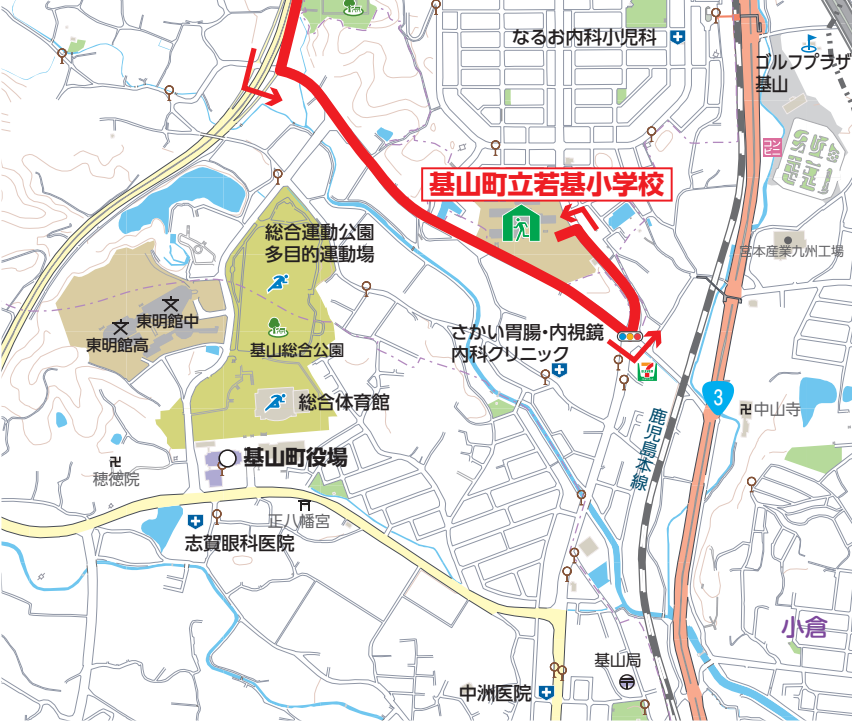 なるお内科小児科
ゴルフプラザ
基山
コンビニ
基山町立若基小学校
総合運動公園
多目的運動場
宮本産業九州工場
東明館中
東明館高
基山総合公園
さかい胃腸・内視鏡
内科クリニック
7
3
総合体育館
中山寺
鹿児島本線
基山町役場
穂徳院
正八幡宮
志賀眼科医院
小倉
基山局
中洲医院